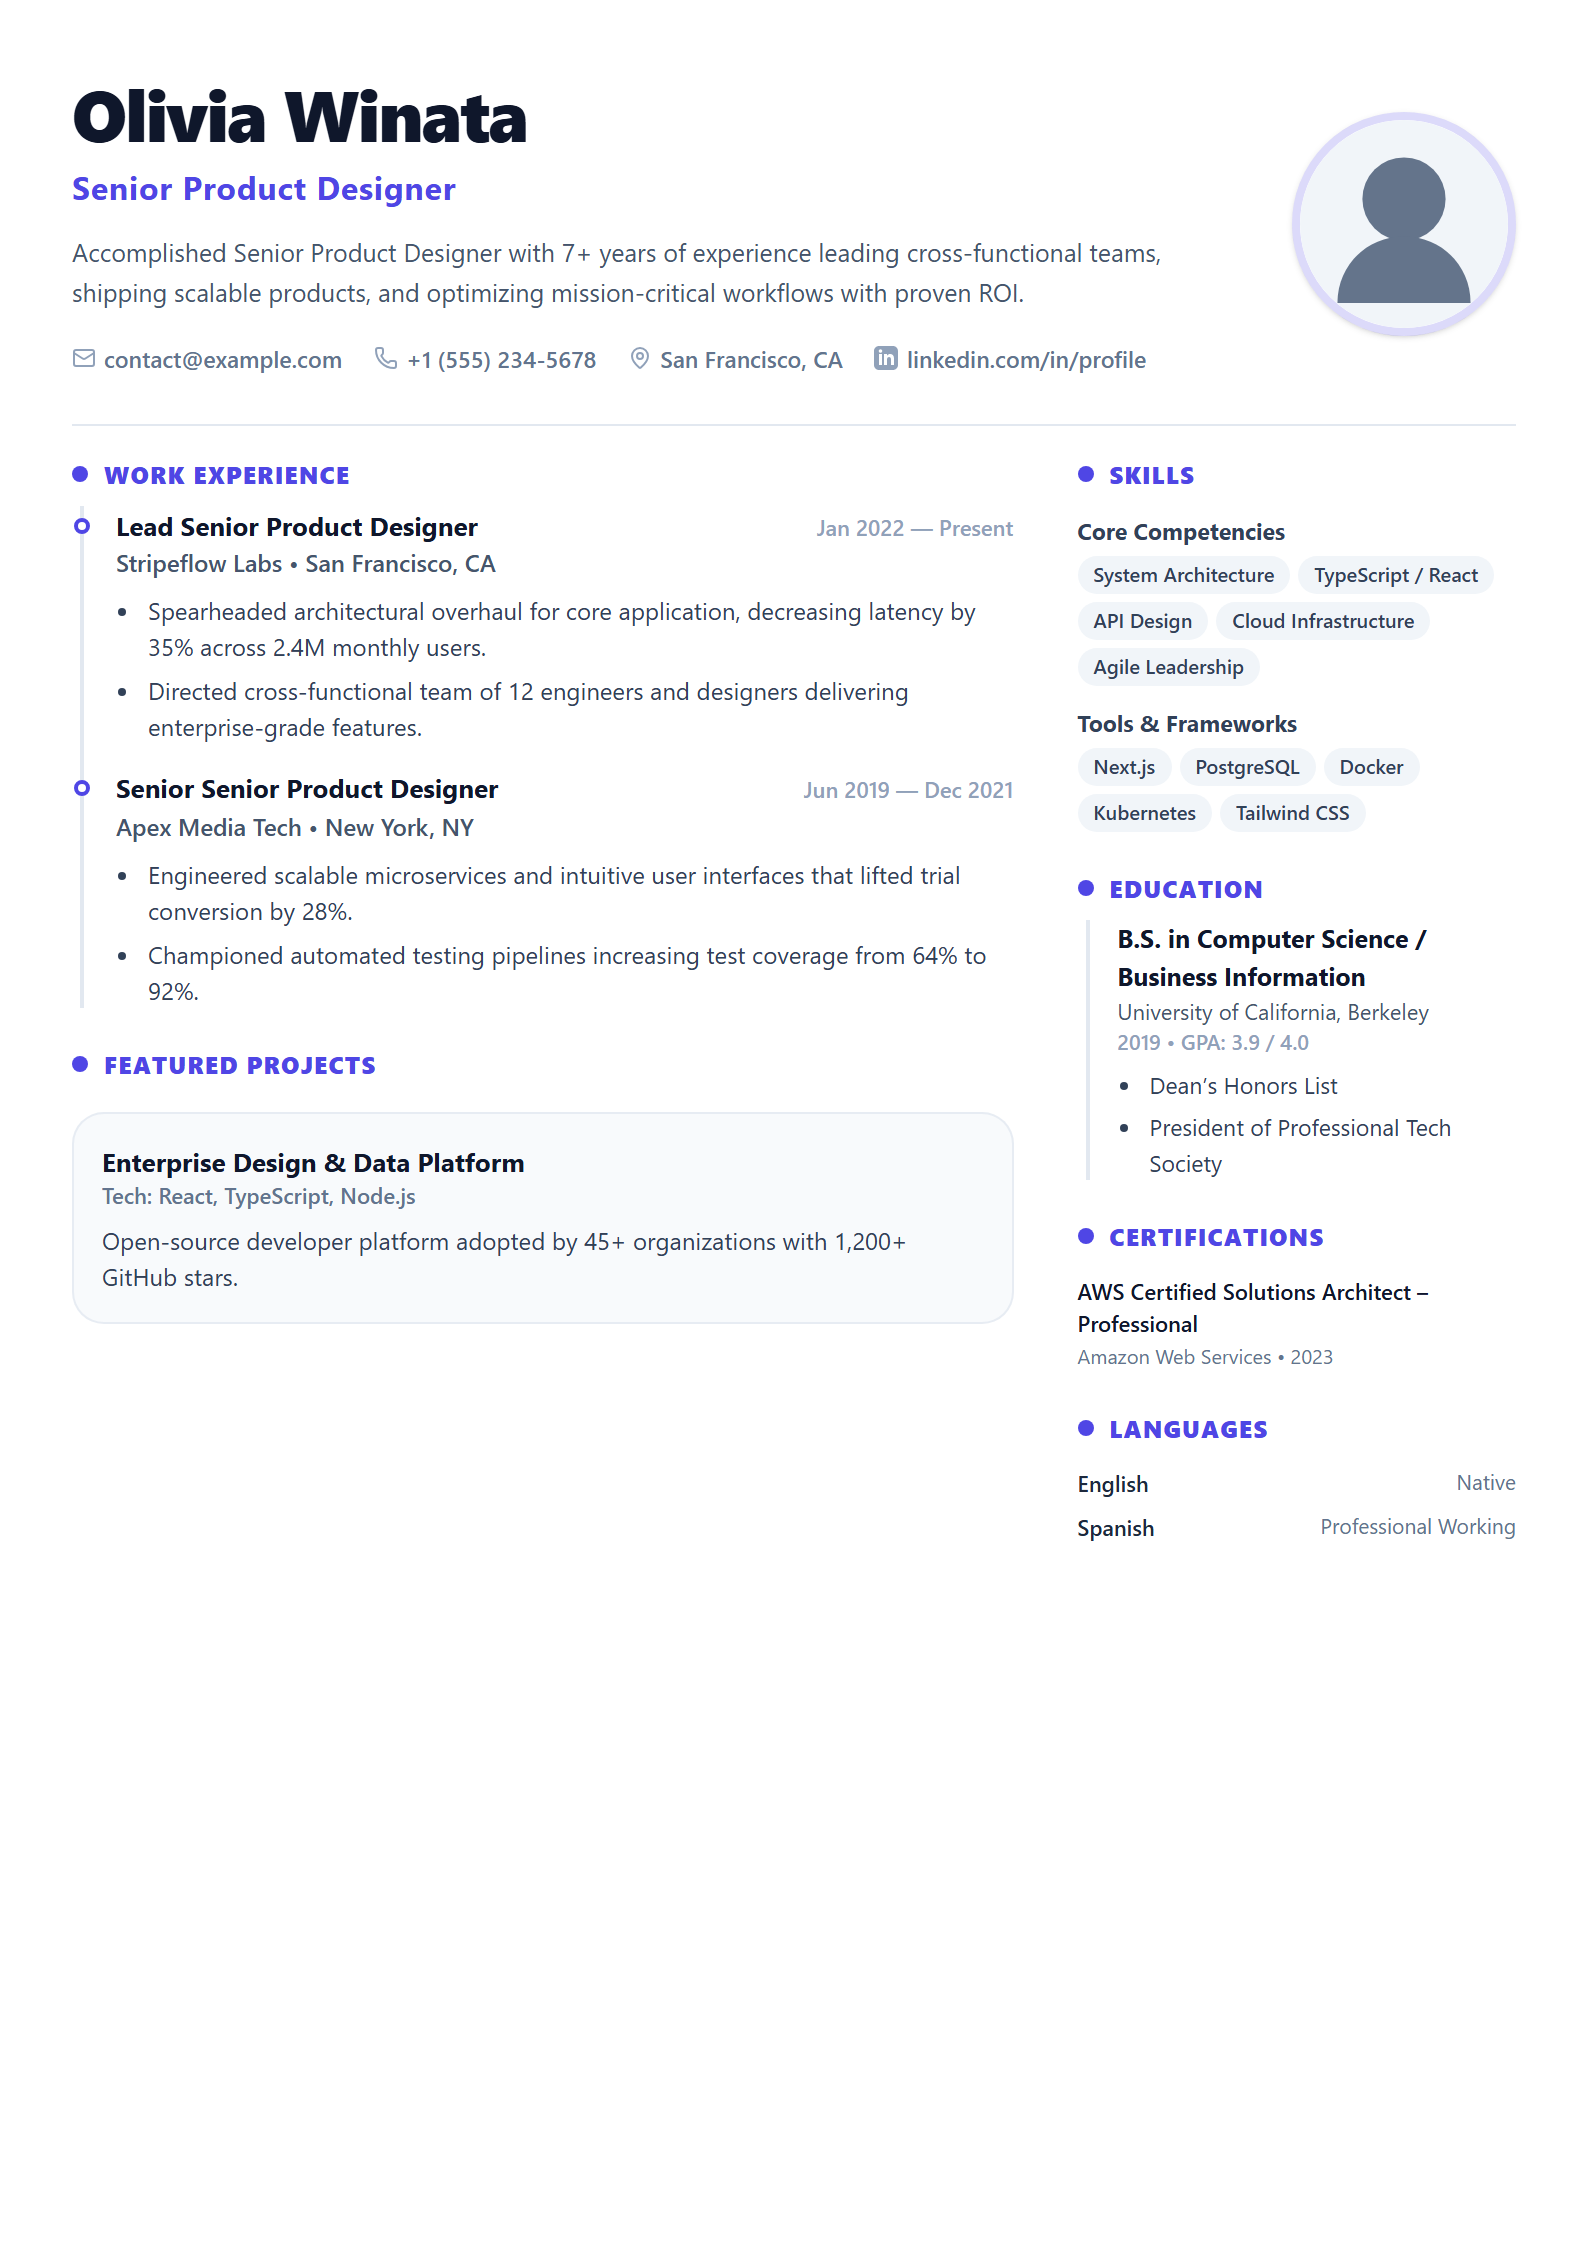 Olivia Winata
Senior Product Designer
Accomplished Senior Product Designer with 7+ years of experience leading cross-functional teams,
shipping scalable products, and optimizing mission-critical workflows with proven ROI.
contact@example.com +1 (555) 234-5678 San Francisco, CA linkedin.com/in/profile
WORK EXPERIENCE
Lead Senior Product Designer Jan 2022 — Present
Stripeflow Labs • San Francisco, CA
• Spearheaded architectural overhaul for core application, decreasing latency by
35% across 2.4M monthly users.
• Directed cross-functional team of 12 engineers and designers delivering
enterprise-grade features.
Senior Senior Product Designer Jun 2019 — Dec 2021
Apex Media Tech • New York, NY
• Engineered scalable microservices and intuitive user interfaces that lifted trial
conversion by 28%.
• Championed automated testing pipelines increasing test coverage from 64% to
92%.
FEATURED PROJECTS
Enterprise Design & Data Platform
Tech: React, TypeScript, Node.js
Open-source developer platform adopted by 45+ organizations with 1,200+
GitHub stars.
SKILLS
Core Competencies
System Architecture TypeScript / React
API Design Cloud Infrastructure
Agile Leadership
Tools & Frameworks
Next.js PostgreSQL Docker
Kubernetes Tailwind CSS
EDUCATION
B.S. in Computer Science /
Business Information
University of California, Berkeley
2019 • GPA: 3.9 / 4.0
• Dean's Honors List
• President of Professional Tech
Society
CERTIFICATIONS
AWS Certified Solutions Architect –
Professional
Amazon Web Services • 2023
LANGUAGES
English Native
Spanish Professional Working